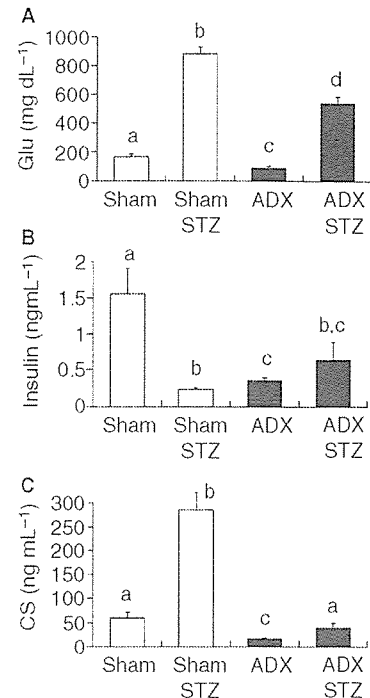 A
Glu (mg dL⁻¹)
1000
800
600
400
200
0
a
b
c
d
Sham
Sham
STZ
ADX
ADX
STZ
B
Insulin (ngmL⁻¹)
2
1.5
1
0.5
0
a
b
c
b,c
Sham
Sham
STZ
ADX
ADX
STZ
C
CS (ng mL⁻¹)
300
250
200
150
100
50
0
a
b
c
a
Sham
Sham
STZ
ADX
ADX
STZ